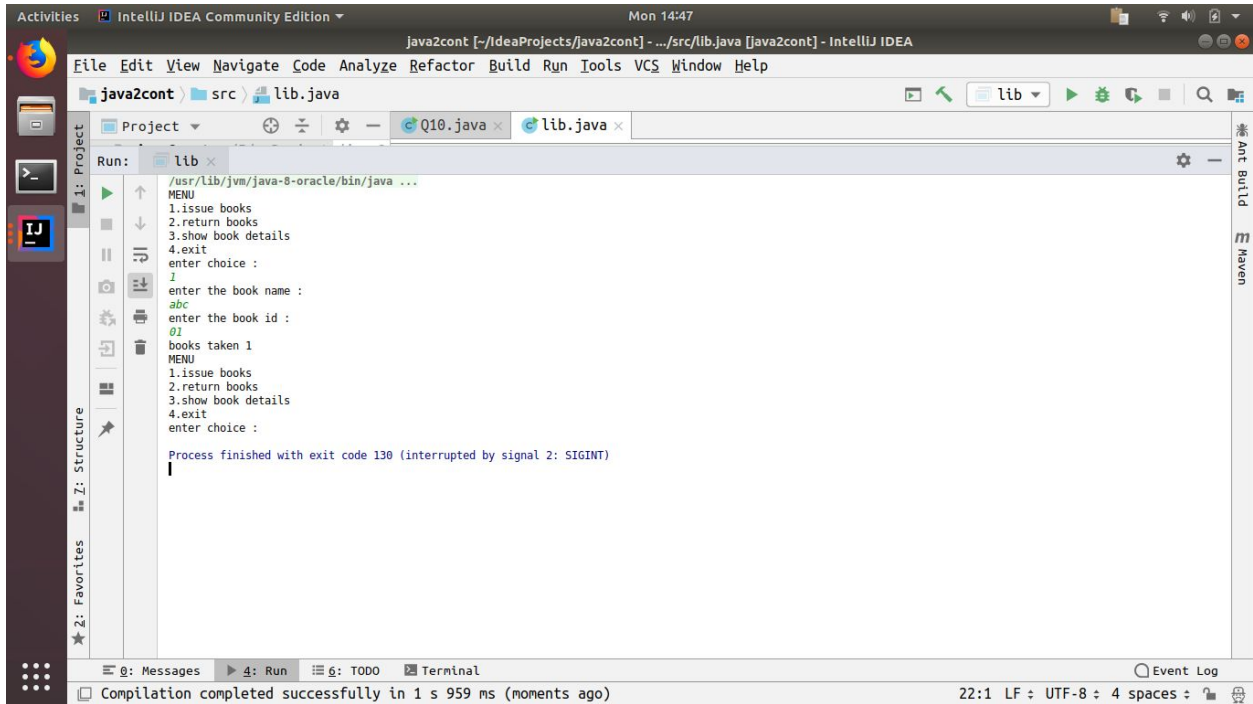 Activities IntelliJ IDEA Community Edition Mon 14:47
java2cont [~/IdeaProjects/java2cont] - .../src/lib.java [java2cont] - IntelliJ IDEA
File Edit View Navigate Code Analyze Refactor Build Run Tools VCS Window Help
java2cont src lib.java lib
Project Q10.java lib.java
Run: lib
/usr/lib/jvm/java-8-oracle/bin/java ...
MENU
1.issue books
2.return books
3.show book details
4.exit
enter choice :
1
enter the book name :
abc
enter the book id :
01
books taken 1
MENU
1.issue books
2.return books
3.show book details
4.exit
enter choice :
Process finished with exit code 130 (interrupted by signal 2: SIGINT)
1: Project
7: Structure
2: Favorites
Ant Build
m Maven
0: Messages 4: Run 6: TODO Terminal Event Log
Compilation completed successfully in 1 s 959 ms (moments ago) 22:1 LF UTF-8 4 spaces